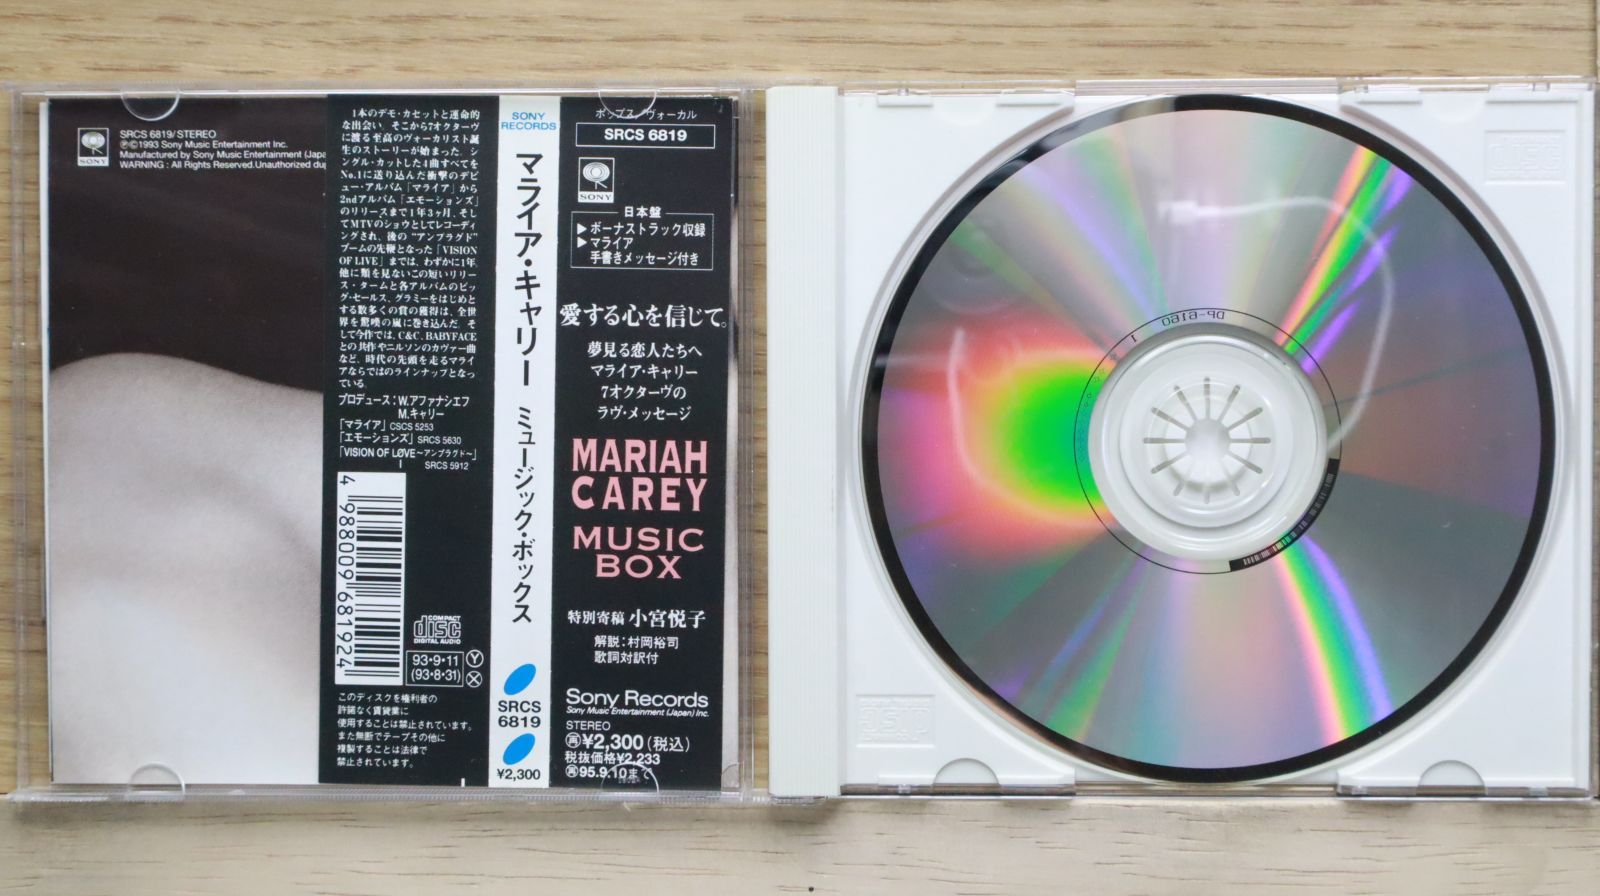 SRCS 6819/STEREO
ⓅⒸ1993 Sony Music Entertainment Inc.
Manufactured by Sony Music Entertainment (Japa
WARNING : All Rights Reserved.Unauthorized dup
SONY
1本のデモ・カセットと運命的
な出会い。そこから7オクターヴ
に渡る至高のヴォーカリスト誕
生のストーリーが始まった。シ
ングル・カットした4曲すべてを
No.1に送り込んだ衝撃のデビ
ュー・アルバム「マライア」から
2ndアルバム「エモーションズ」
のリリースまで1年3ヶ月、そし
てMTVのショウとしてレコーディ
ングされ、後の“アンプラグド”
ブームの先鞭となった「VISION
OF LIVE」までは、わずかに1年。
他に類を見ないこの短いリリー
ス・タームと各アルバムのビッ
グ・セールス、グラミーをはじめと
する数多くの賞の獲得は、全世
界を驚嘆の嵐に巻き込んだ。そ
して今作では、C&C、BABYFACE
との共作やニルソンのカヴァー曲
など、時代の先頭を走るマライ
アならではのラインナップとなっ
ている。
プロデュース：W.アファナシエフ
M.キャリー
「マライア」CSCS 5253
「エモーションズ」SRCS 5630
「VISION OF LØVE〜アンプラグド〜」
SRCS 5912
4 988009 681924
COMPACT
disc
DIGITAL AUDIO
93・9・11 Ⓨ
(93・8・31) Ⓧ
このディスクを権利者の
許諾なく賃貸業に
使用することは禁止されています。
また無断でテープその他に
複製することは法律で
禁止されています。
SONY
RECORDS
マライア・キャリー ミュージック・ボックス
SRCS
6819
¥2,300
ポップス/ヴォーカル
SRCS 6819
SONY
日本盤
▶ボーナストラック収録
▶マライア
手書きメッセージ付き
愛する心を信じて。
夢見る恋人たちへ
マライア・キャリー
7オクターヴの
ラヴ・メッセージ
MARIAH
CAREY
MUSIC
BOX
特別寄稿 小宮悦子
解説：村岡裕司
歌詞対訳付
Sony Records
Sony Music Entertainment (Japan) Inc.
STEREO
㊢¥2,300(税込)
税抜価格¥2,233
㊢95.9.10まで
DP-6160
COMPACT
disc
COMPACT
disc